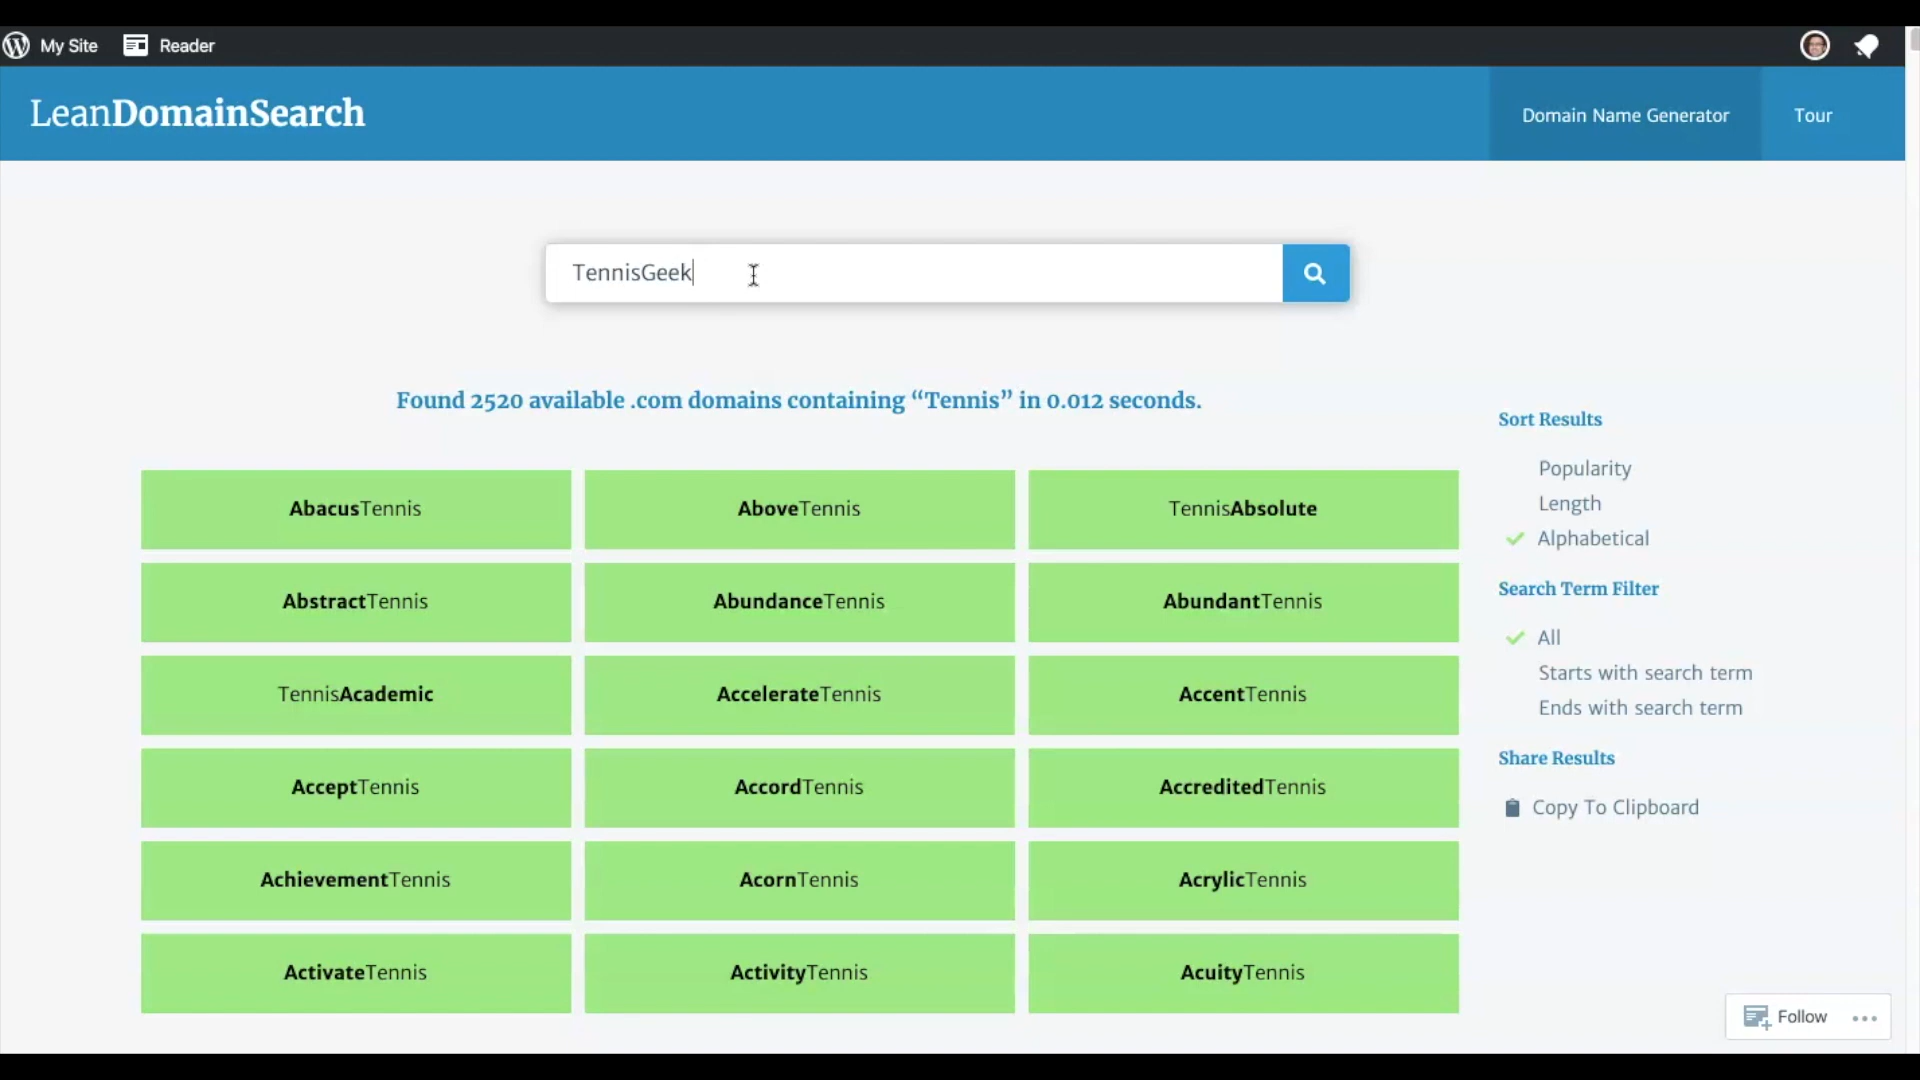 My Site Reader
LeanDomainSearch
Domain Name Generator Tour
TennisGeek
Found 2520 available .com domains containing “Tennis” in 0.012 seconds.
AbacusTennis AboveTennis TennisAbsolute
AbstractTennis AbundanceTennis AbundantTennis
TennisAcademic AccelerateTennis AccentTennis
AcceptTennis AccordTennis AccreditedTennis
AchievementTennis AcornTennis AcrylicTennis
ActivateTennis ActivityTennis AcuityTennis
Sort Results
Popularity
Length
Alphabetical
Search Term Filter
All
Starts with search term
Ends with search term
Share Results
Copy To Clipboard
Follow